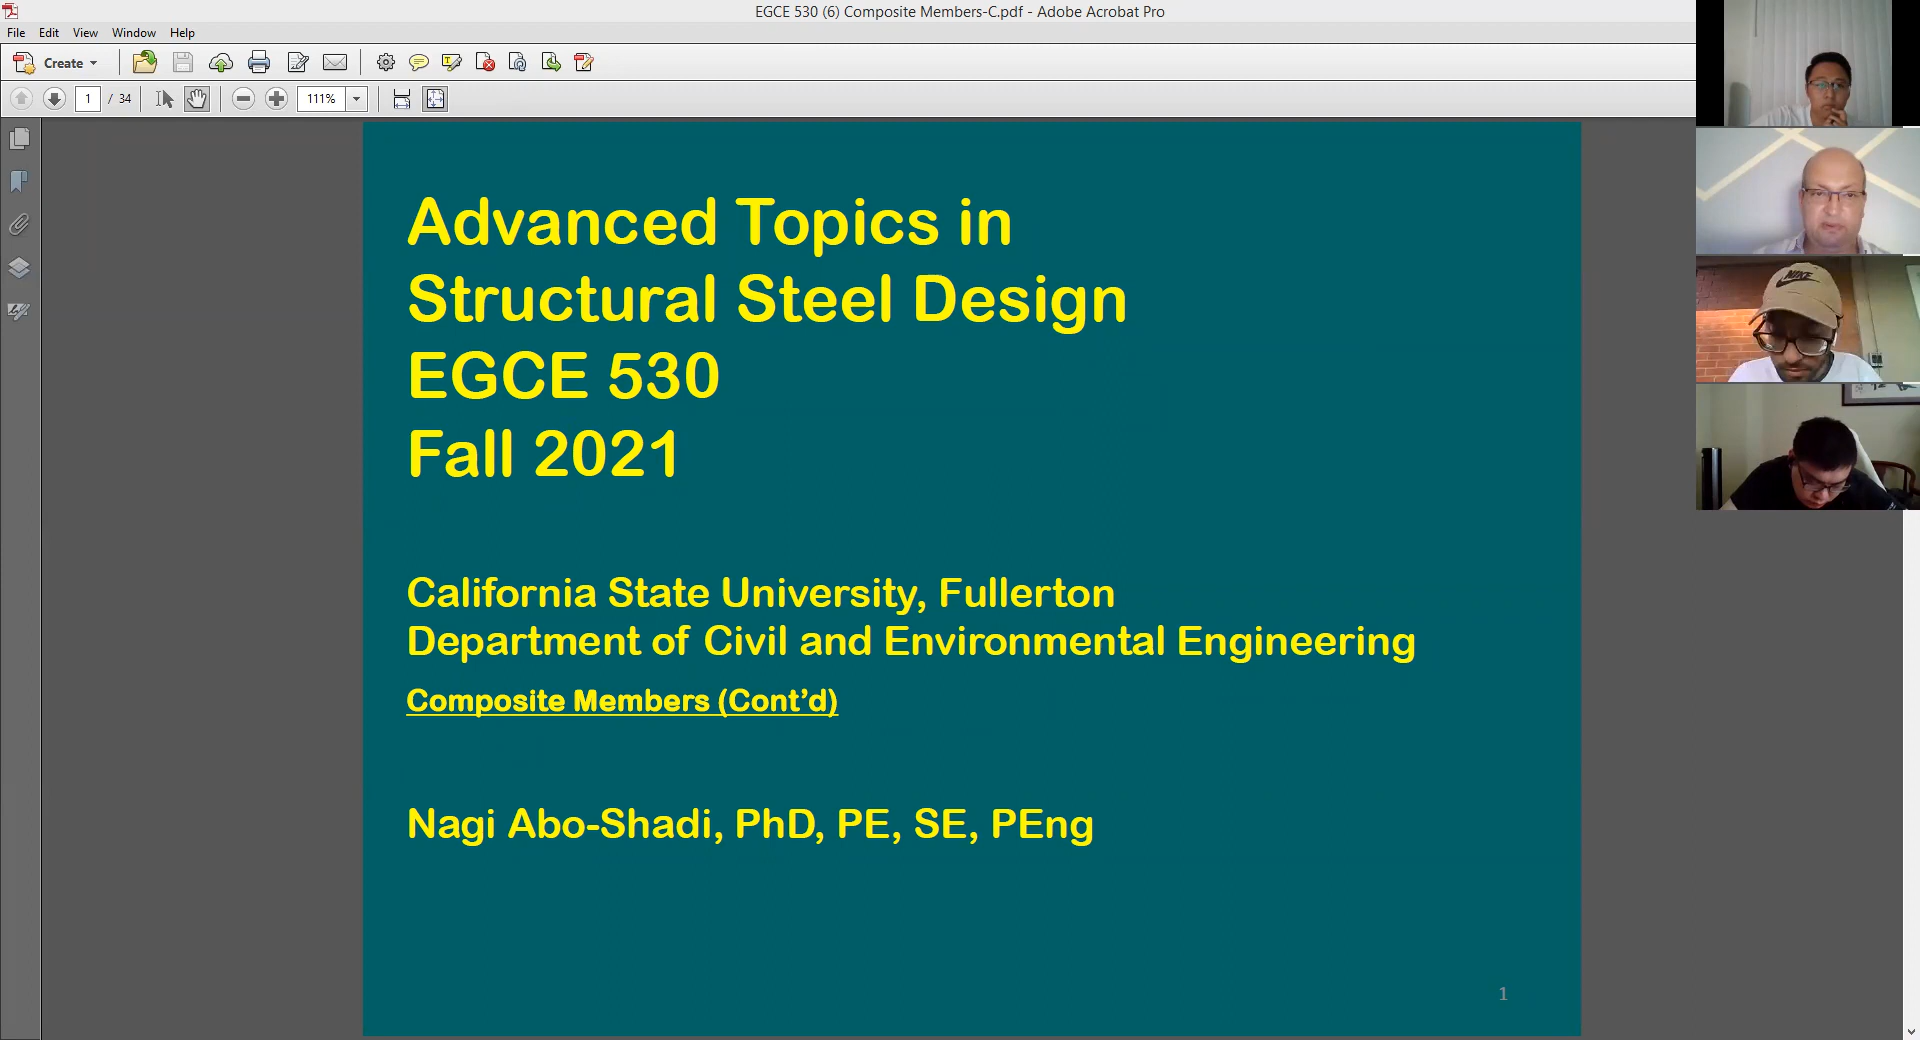 EGCE 530 (6) Composite Members-C.pdf - Adobe Acrobat Pro
File Edit View Window Help
Create
1 / 34 111%
Advanced Topics in
Structural Steel Design
EGCE 530
Fall 2021
California State University, Fullerton
Department of Civil and Environmental Engineering
Composite Members (Cont’d)
Nagi Abo-Shadi, PhD, PE, SE, PEng
1
NIKE